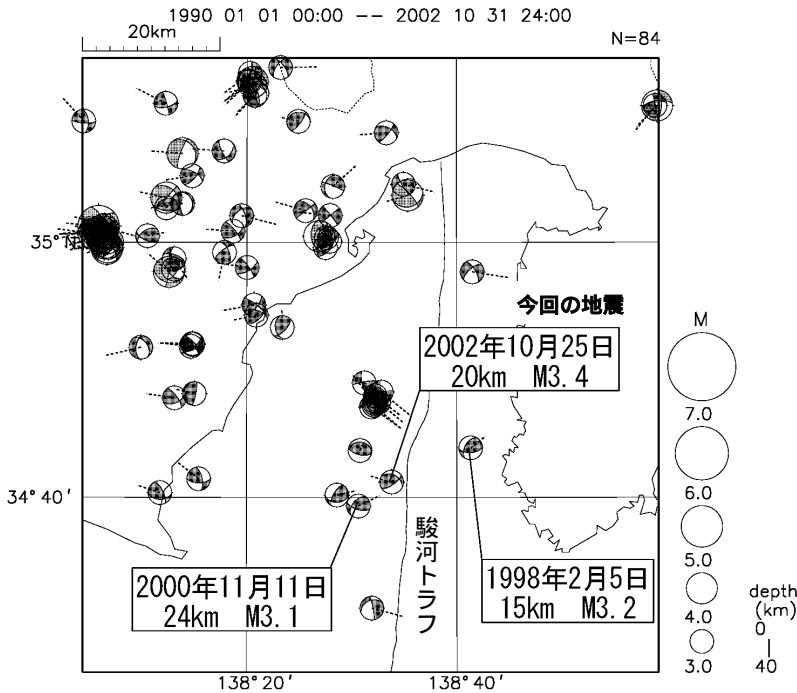 1990 01 01 00:00 -- 2002 10 31 24:00
20km
N=84
35°N
今回の地震
2002年10月25日
20km M3.4
M
7.0
6.0
5.0
4.0
3.0
depth
(km)
0
40
34°40′
駿河トラフ
2000年11月11日
24km M3.1
1998年2月5日
15km M3.2
138°20′
138°40′